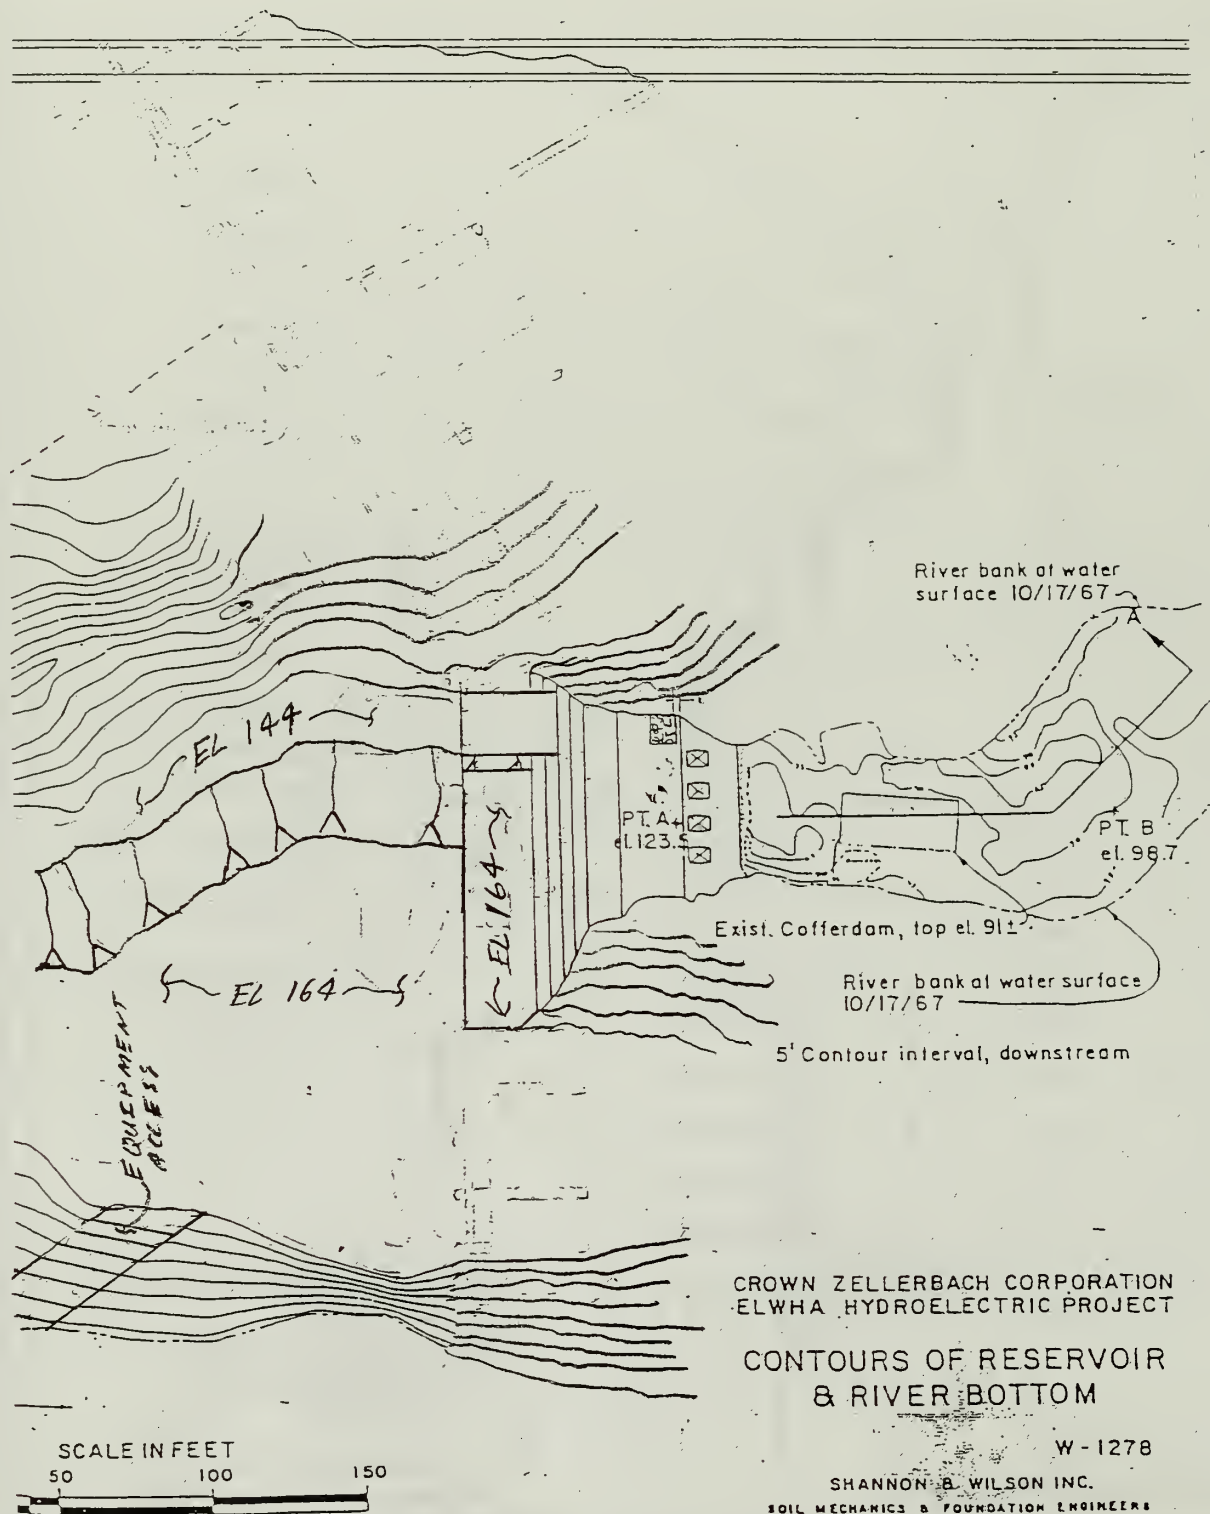 River bank at water
surface 10/17/67
A
EL 144
EL 164
PT. A
el. 123.5
PT. B
el. 98.7
Exist. Cofferdam, top el. 91±
EL 164
River bank at water surface
10/17/67
5' Contour interval, downstream
EQUIPMENT
ACCESS
CROWN ZELLERBACH CORPORATION
ELWHA HYDROELECTRIC PROJECT
CONTOURS OF RESERVOIR
& RIVER BOTTOM
W-1278
SCALE IN FEET
50 100 150
SHANNON & WILSON INC.
SOIL MECHANICS & FOUNDATION ENGINEERS